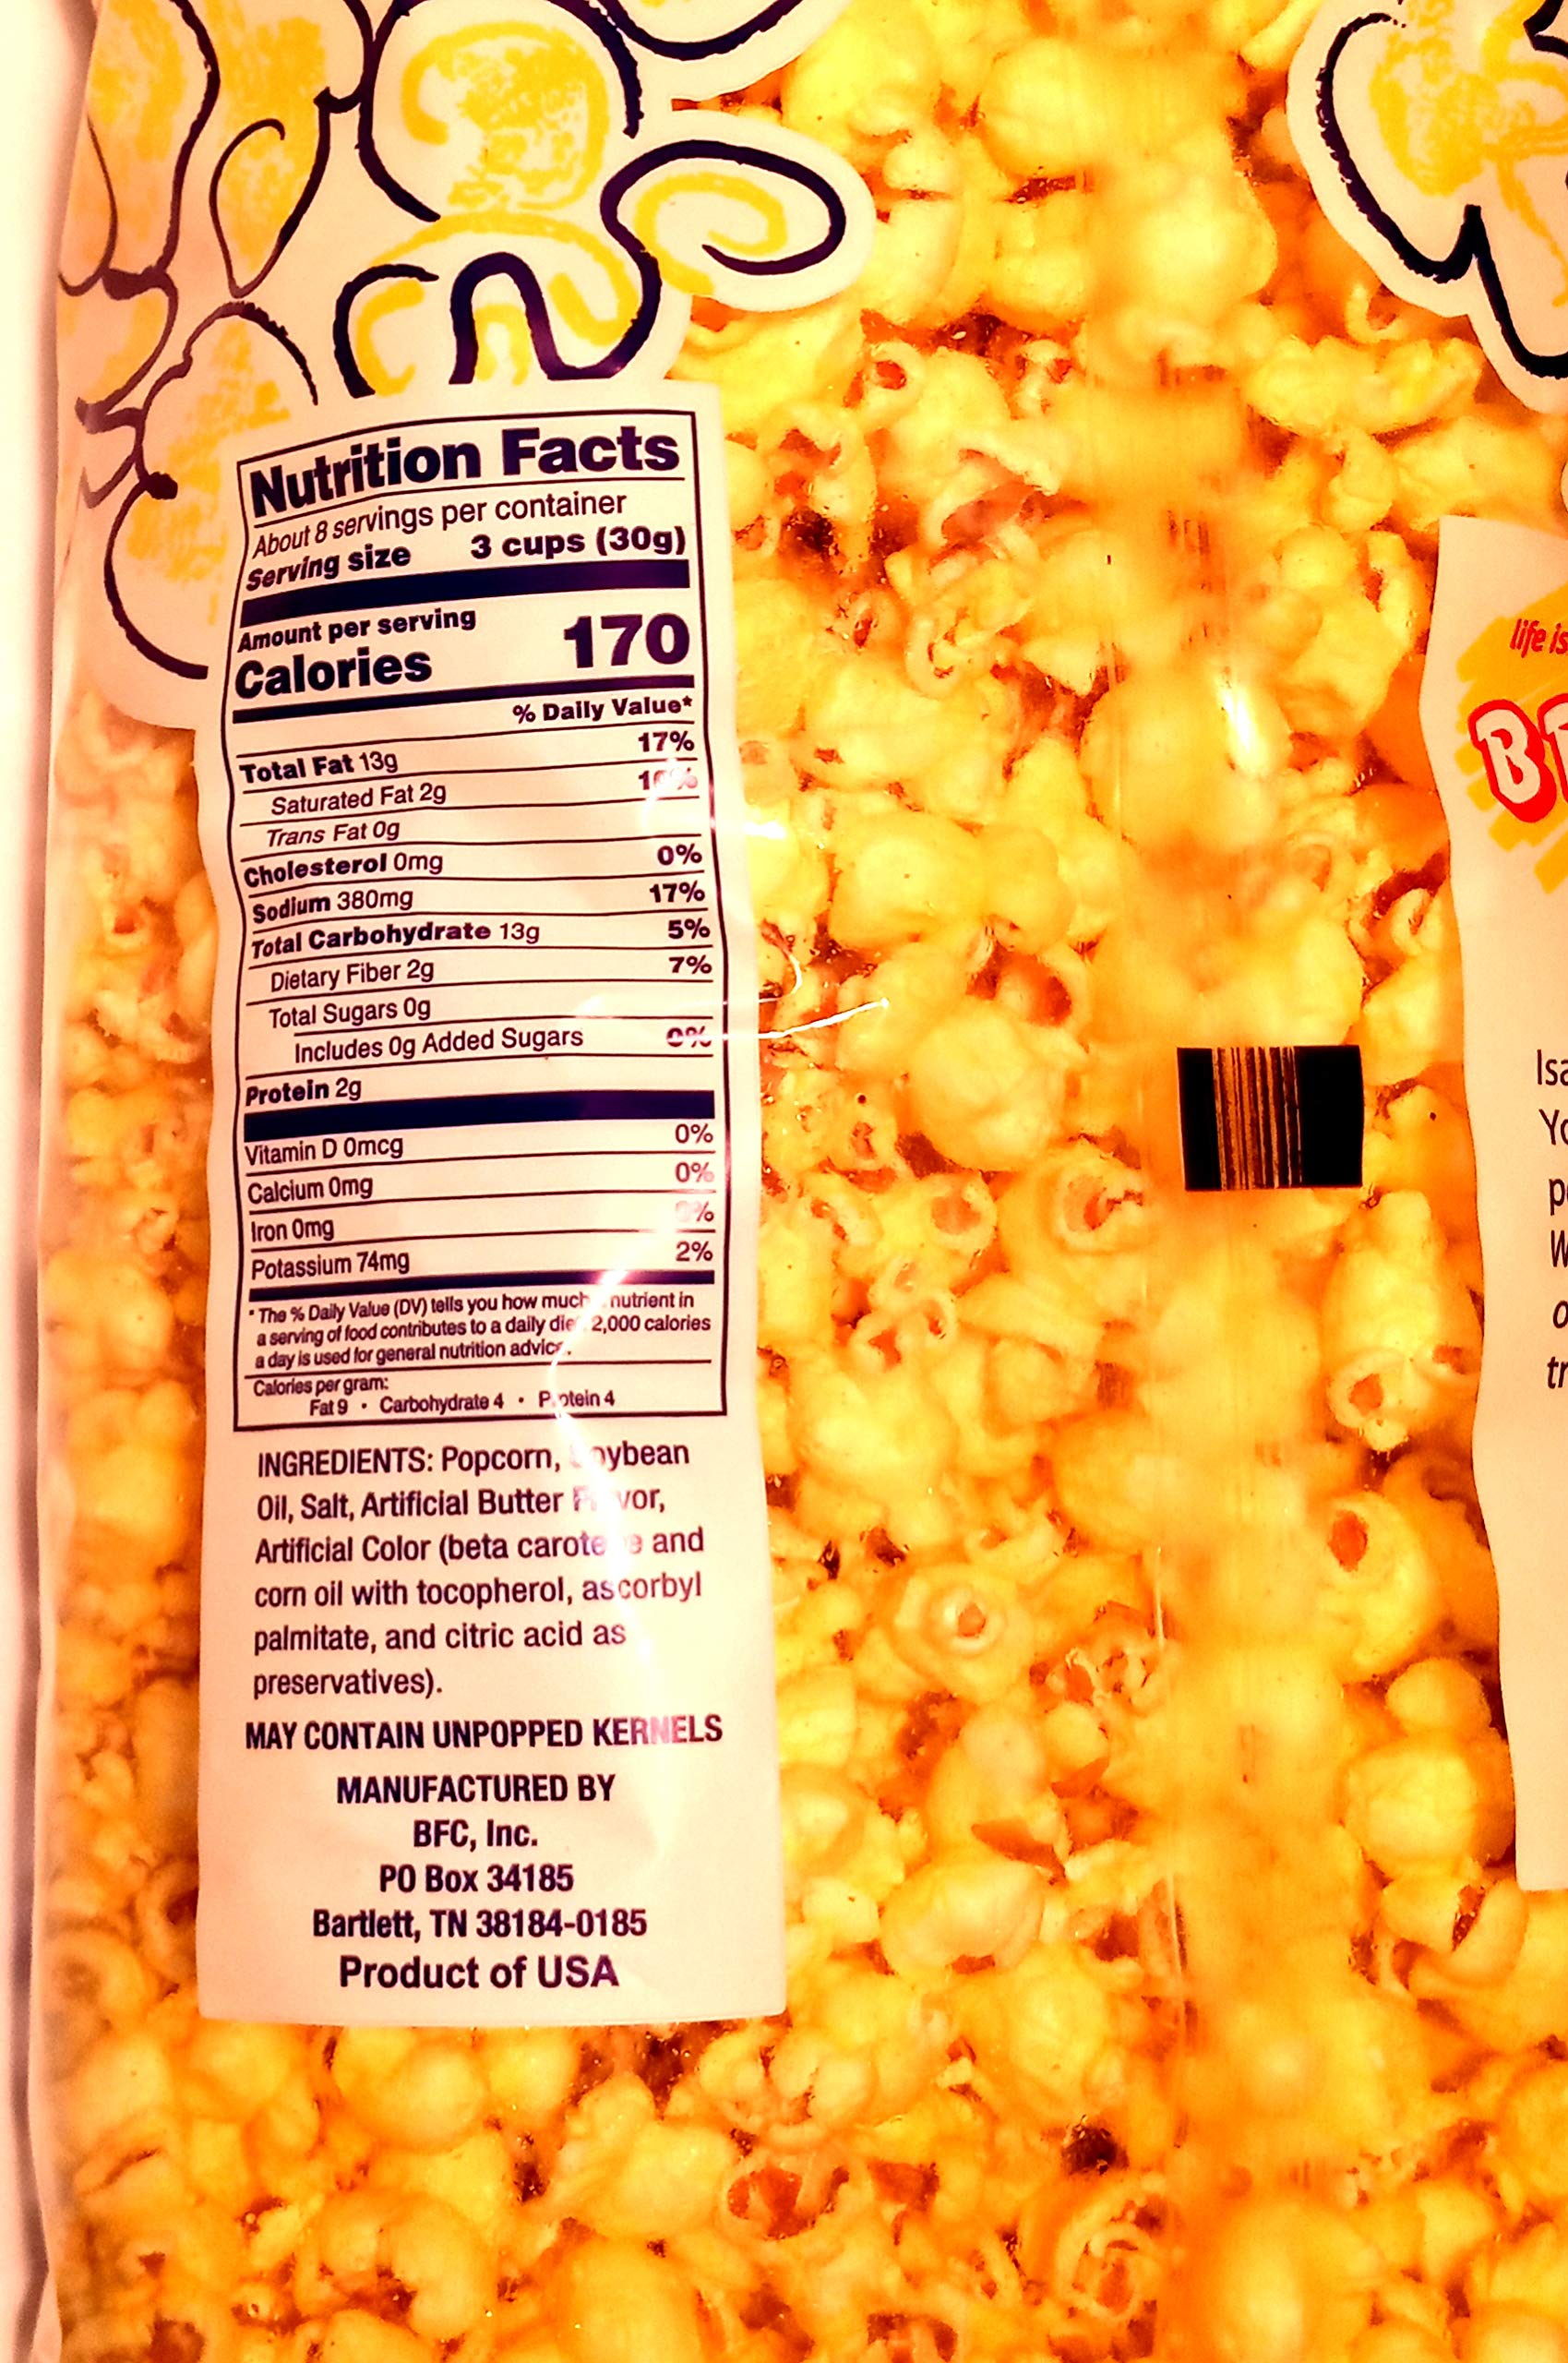 Nutrition Facts
About 8 servings per container
Serving size 3 cups (30g)
Amount per serving
Calories 170
% Daily Value*
Total Fat 13g 17%
Saturated Fat 2g
Trans Fat 0g
Cholesterol 0mg 0%
Sodium 380mg 17%
Total Carbohydrate 13g 5%
Dietary Fiber 2g 7%
Total Sugars 0g
Includes 0g Added Sugars 0%
Protein 2g
Vitamin D 0mcg 0%
Calcium 0mg 0%
Iron 0mg %
Potassium 74mg 2%
* The % Daily Value (DV) tells you how much nutrient in
a serving of food contributes to a daily 2,000 calories
a day is used for general nutrition advice.
Calories per gram:
Fat 9 • Carbohydrate 4 • Protein 4
INGREDIENTS: Popcorn, Soybean
Oil, Salt, Artificial Butter Flavor,
Artificial Color (beta carotene and
corn oil with tocopherol, ascorbyl
palmitate, and citric acid as
preservatives).
MAY CONTAIN UNPOPPED KERNELS
MANUFACTURED BY
BFC, Inc.
PO Box 34185
Bartlett, TN 38184-0185
Product of USA
life is